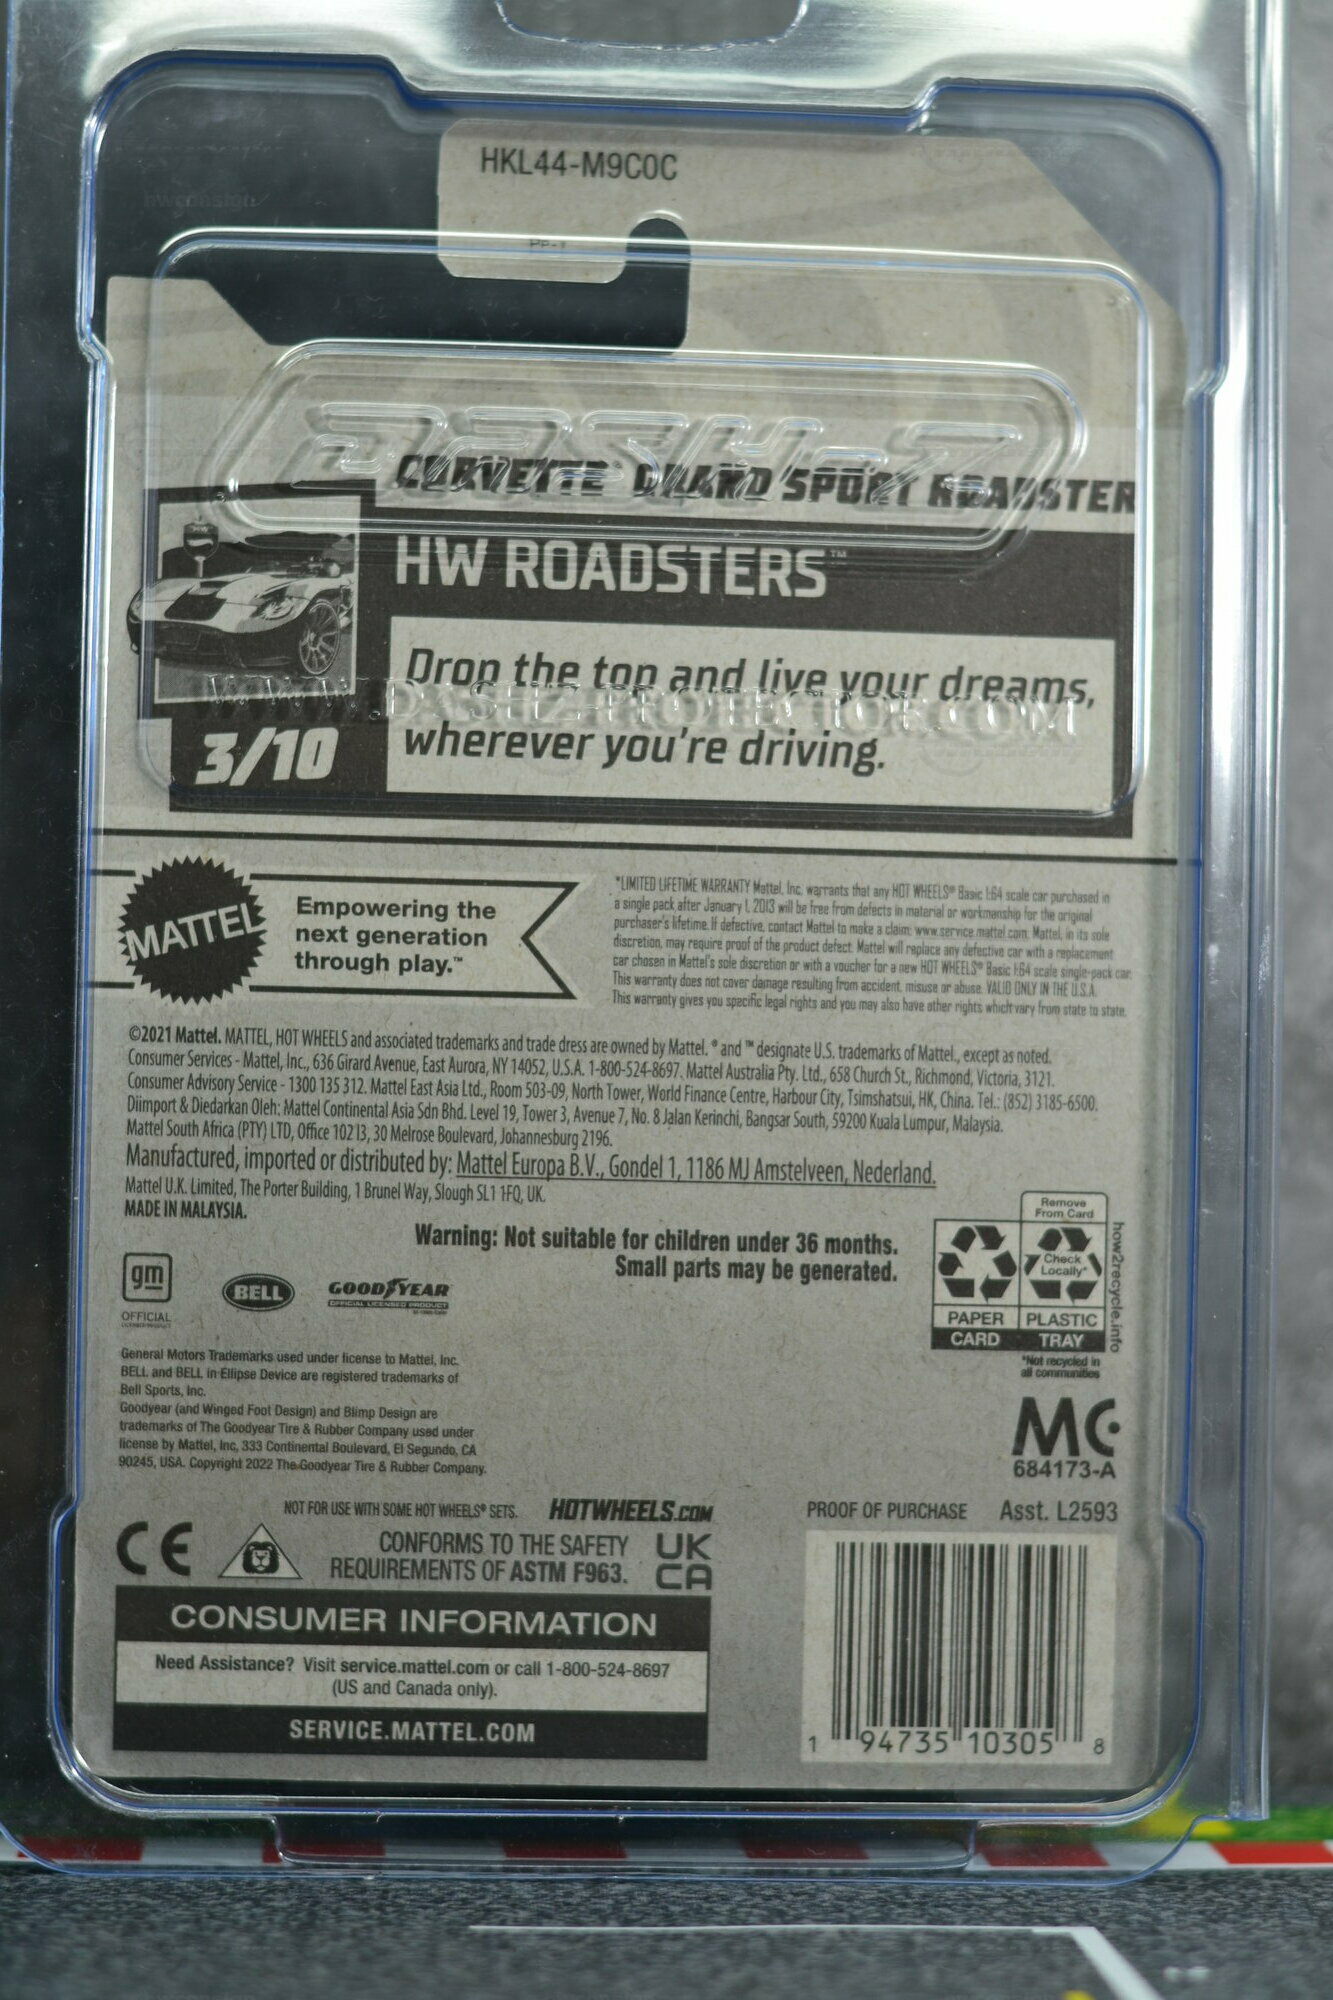 HKL44-M9C0C
hwconsign
PP-1
DASH-Z
CORVETTE® GRAND SPORT ROADSTER
HW ROADSTERS™
Drop the top and live your dreams,
WWW.DASHZ-PROTECTOR.COM
wherever you're driving.
3/10
MATTEL
Empowering the
next generation
through play.™
*LIMITED LIFETIME WARRANTY Mattel, Inc. warrants that any HOT WHEELS® Basic 1:64 scale car purchased in
a single pack after January 1, 2013 will be free from defects in material or workmanship for the original
purchaser's lifetime. If defective, contact Mattel to make a claim; www.service.mattel.com. Mattel, in its sole
discretion, may require proof of the product defect. Mattel will replace any defective car with a replacement
car chosen in Mattel's sole discretion or with a voucher for a new HOT WHEELS® Basic 1:64 scale single-pack car.
This warranty does not cover damage resulting from accident, misuse or abuse. VALID ONLY IN THE U.S.A.
This warranty gives you specific legal rights and you may also have other rights which vary from state to state.
©2021 Mattel. MATTEL, HOT WHEELS and associated trademarks and trade dress are owned by Mattel. ® and ™ designate U.S. trademarks of Mattel., except as noted.
Consumer Services - Mattel, Inc., 636 Girard Avenue, East Aurora, NY 14052, U.S.A. 1-800-524-8697. Mattel Australia Pty. Ltd., 658 Church St., Richmond, Victoria, 3121.
Consumer Advisory Service - 1300 135 312. Mattel East Asia Ltd., Room 503-09, North Tower, World Finance Centre, Harbour City, Tsimshatsui, HK, China. Tel.: (852) 3185-6500.
Diimport & Diedarkan Oleh: Mattel Continental Asia Sdn Bhd. Level 19, Tower 3, Avenue 7, No. 8 Jalan Kerinchi, Bangsar South, 59200 Kuala Lumpur, Malaysia.
Mattel South Africa (PTY) LTD, Office 102 I3, 30 Melrose Boulevard, Johannesburg 2196.
Manufactured, imported or distributed by: Mattel Europa B.V., Gondel 1, 1186 MJ Amstelveen, Nederland.
Mattel U.K. Limited, The Porter Building, 1 Brunel Way, Slough SL1 1FQ, UK.
MADE IN MALAYSIA.
Warning: Not suitable for children under 36 months.
Small parts may be generated.
Remove
From Card
Check
Locally*
how2recycle.info
PAPER
PLASTIC
CARD
TRAY
*Not recycled in
all communities
gm
OFFICIAL
BELL
GOODYEAR
OFFICIAL LICENSED PRODUCT
General Motors Trademarks used under license to Mattel, Inc.
BELL and BELL in Ellipse Device are registered trademarks of
Bell Sports, Inc.
Goodyear (and Winged Foot Design) and Blimp Design are
trademarks of The Goodyear Tire & Rubber Company used under
license by Mattel, Inc, 333 Continental Boulevard, El Segundo, CA
90245, USA. Copyright 2022 The Goodyear Tire & Rubber Company.
MC
684173-A
NOT FOR USE WITH SOME HOT WHEELS® SETS.
HOTWHEELS.COM
PROOF OF PURCHASE
Asst. L2593
CE
CONFORMS TO THE SAFETY
REQUIREMENTS OF ASTM F963.
UK
CA
CONSUMER INFORMATION
Need Assistance? Visit service.mattel.com or call 1-800-524-8697
(US and Canada only).
SERVICE.MATTEL.COM
1 94735 10305 8